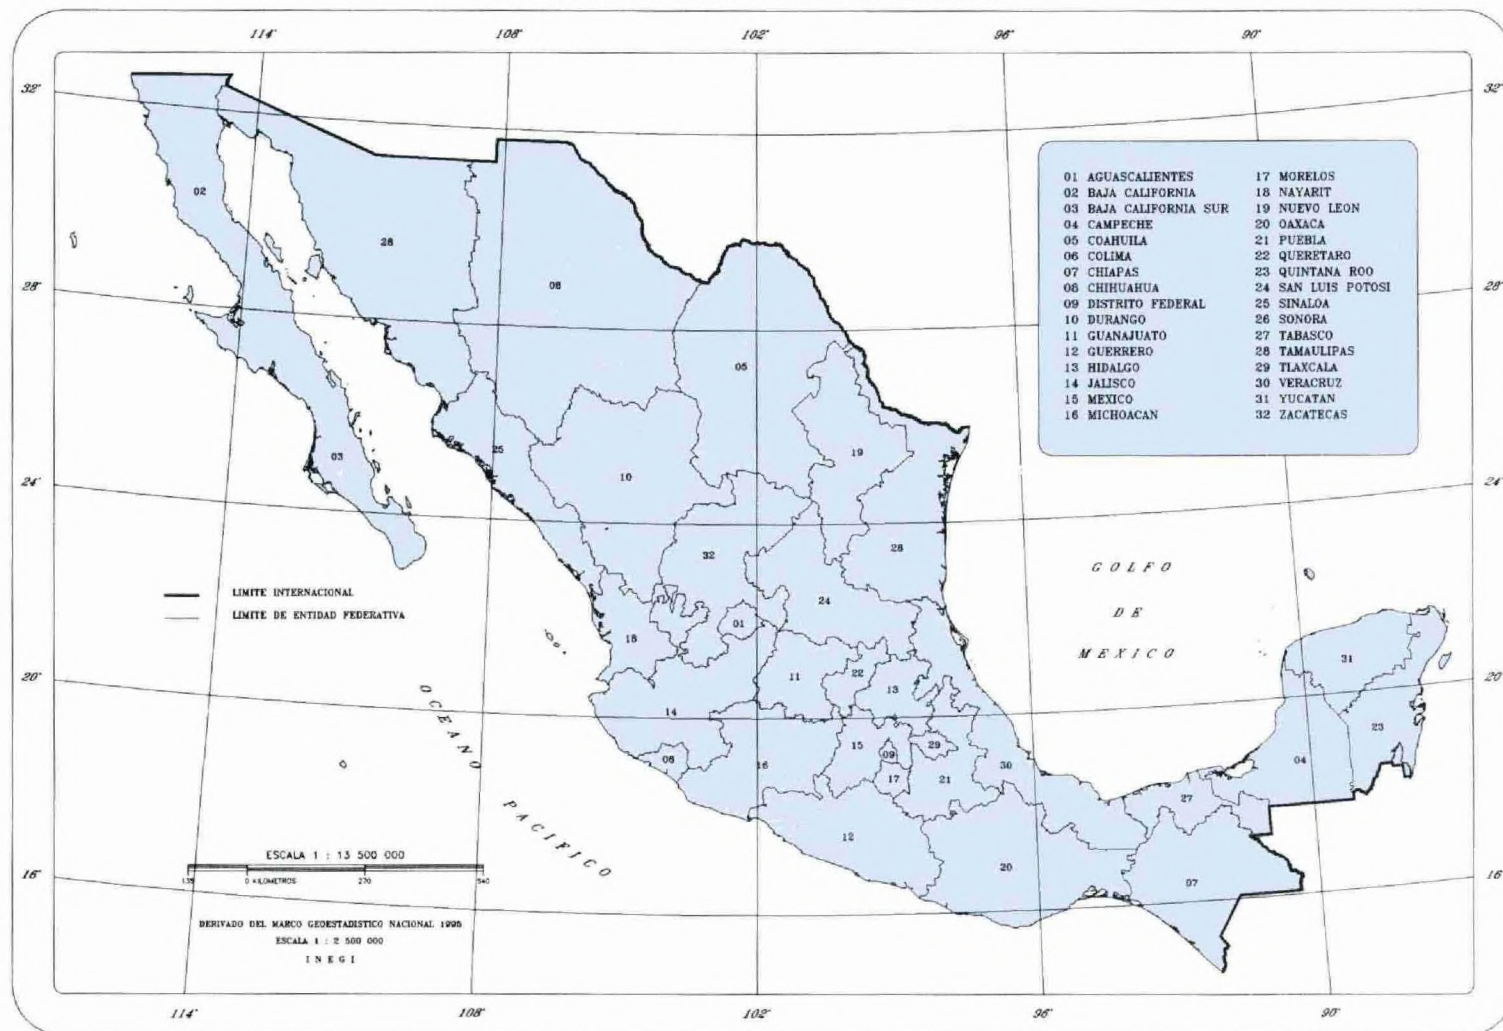 114° 108° 102° 96° 90°
32° 32°
01 AGUASCALIENTES 17 MORELOS
02 BAJA CALIFORNIA 18 NAYARIT
03 BAJA CALIFORNIA SUR 19 NUEVO LEON
04 CAMPECHE 20 OAXACA
05 COAHUILA 21 PUEBLA
06 COLIMA 22 QUERETARO
07 CHIAPAS 23 QUINTANA ROO
08 CHIHUAHUA 24 SAN LUIS POTOSI
09 DISTRITO FEDERAL 25 SINALOA
10 DURANGO 26 SONORA
11 GUANAJUATO 27 TABASCO
12 GUERRERO 28 TAMAULIPAS
13 HIDALGO 29 TLAXCALA
14 JALISCO 30 VERACRUZ
15 MEXICO 31 YUCATAN
16 MICHOACAN 32 ZACATECAS
02
26
28° 08 28°
05
03 25 10 19
24° 24°
32 28
GOLFO
DE
MEXICO
LIMITE INTERNACIONAL
LIMITE DE ENTIDAD FEDERATIVA
24
18 01
31
20° 11 22 13 20°
14 23
15 09 29
06 16 30 04
17 21
27
12
20 07
OCEANO
PACIFICO
ESCALA 1 : 13 500 000
135 0 KILOMETROS 270 540
16° 16°
DERIVADO DEL MARCO GEOESTADISTICO NACIONAL 1995
ESCALA 1 : 2 500 000
INEGI
114° 108° 102° 96° 90°